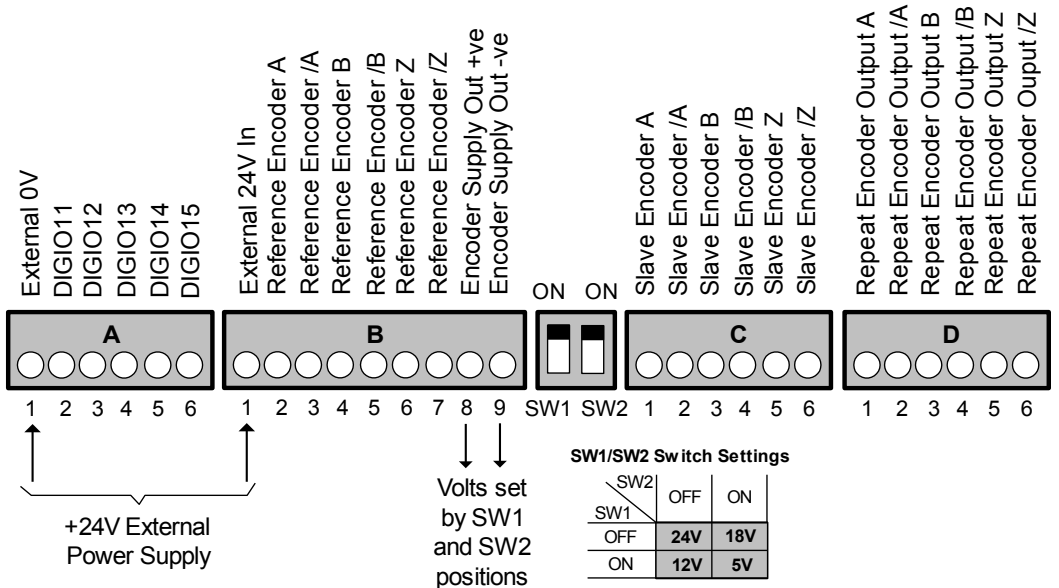 External 0V
DIGIO11
DIGIO12
DIGIO13
DIGIO14
DIGIO15
External 24V In
Reference Encoder A
Reference Encoder /A
Reference Encoder B
Reference Encoder /B
Reference Encoder Z
Reference Encoder /Z
Encoder Supply Out +ve
Encoder Supply Out -ve
ON ON
Slave Encoder A
Slave Encoder /A
Slave Encoder B
Slave Encoder /B
Slave Encoder Z
Slave Encoder /Z
Repeat Encoder Output A
Repeat Encoder Output /A
Repeat Encoder Output B
Repeat Encoder Output /B
Repeat Encoder Output Z
Repeat Encoder Ouput /Z
A
B
C
D
1 2 3 4 5 6
1 2 3 4 5 6 7 8 9
SW1 SW2
1 2 3 4 5 6
1 2 3 4 5 6
+24V External
Power Supply
Volts set
by SW1
and SW2
positions
SW1/SW2 Switch Settings
SW2
SW1
OFF ON
OFF 24V 18V
ON 12V 5V